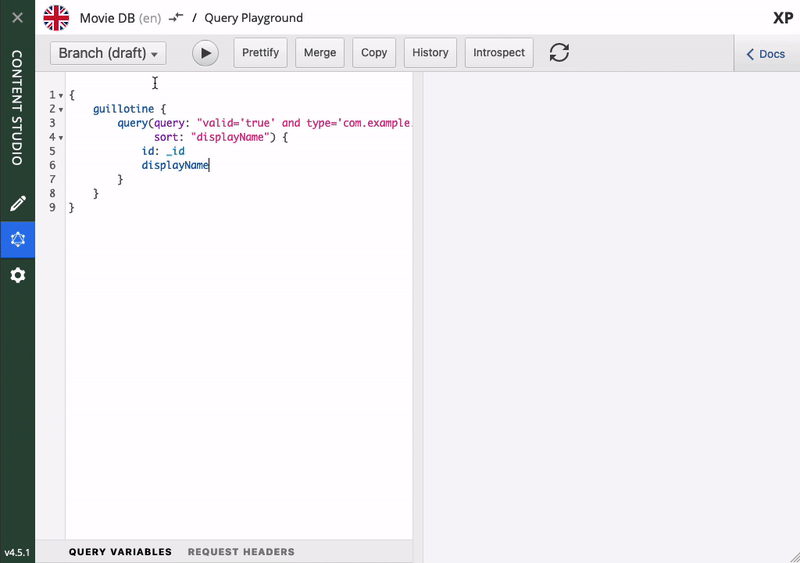 Movie DB (en) / Query Playground
XP
Branch (draft)
Prettify
Merge
Copy
History
Introspect
Docs
CONTENT STUDIO
1 {
2 guillotine {
3 query(query: "valid='true' and type='com.example.
4 sort: "displayName") {
5 id: _id
6 displayName
7 }
8 }
9 }
v4.5.1
QUERY VARIABLES
REQUEST HEADERS